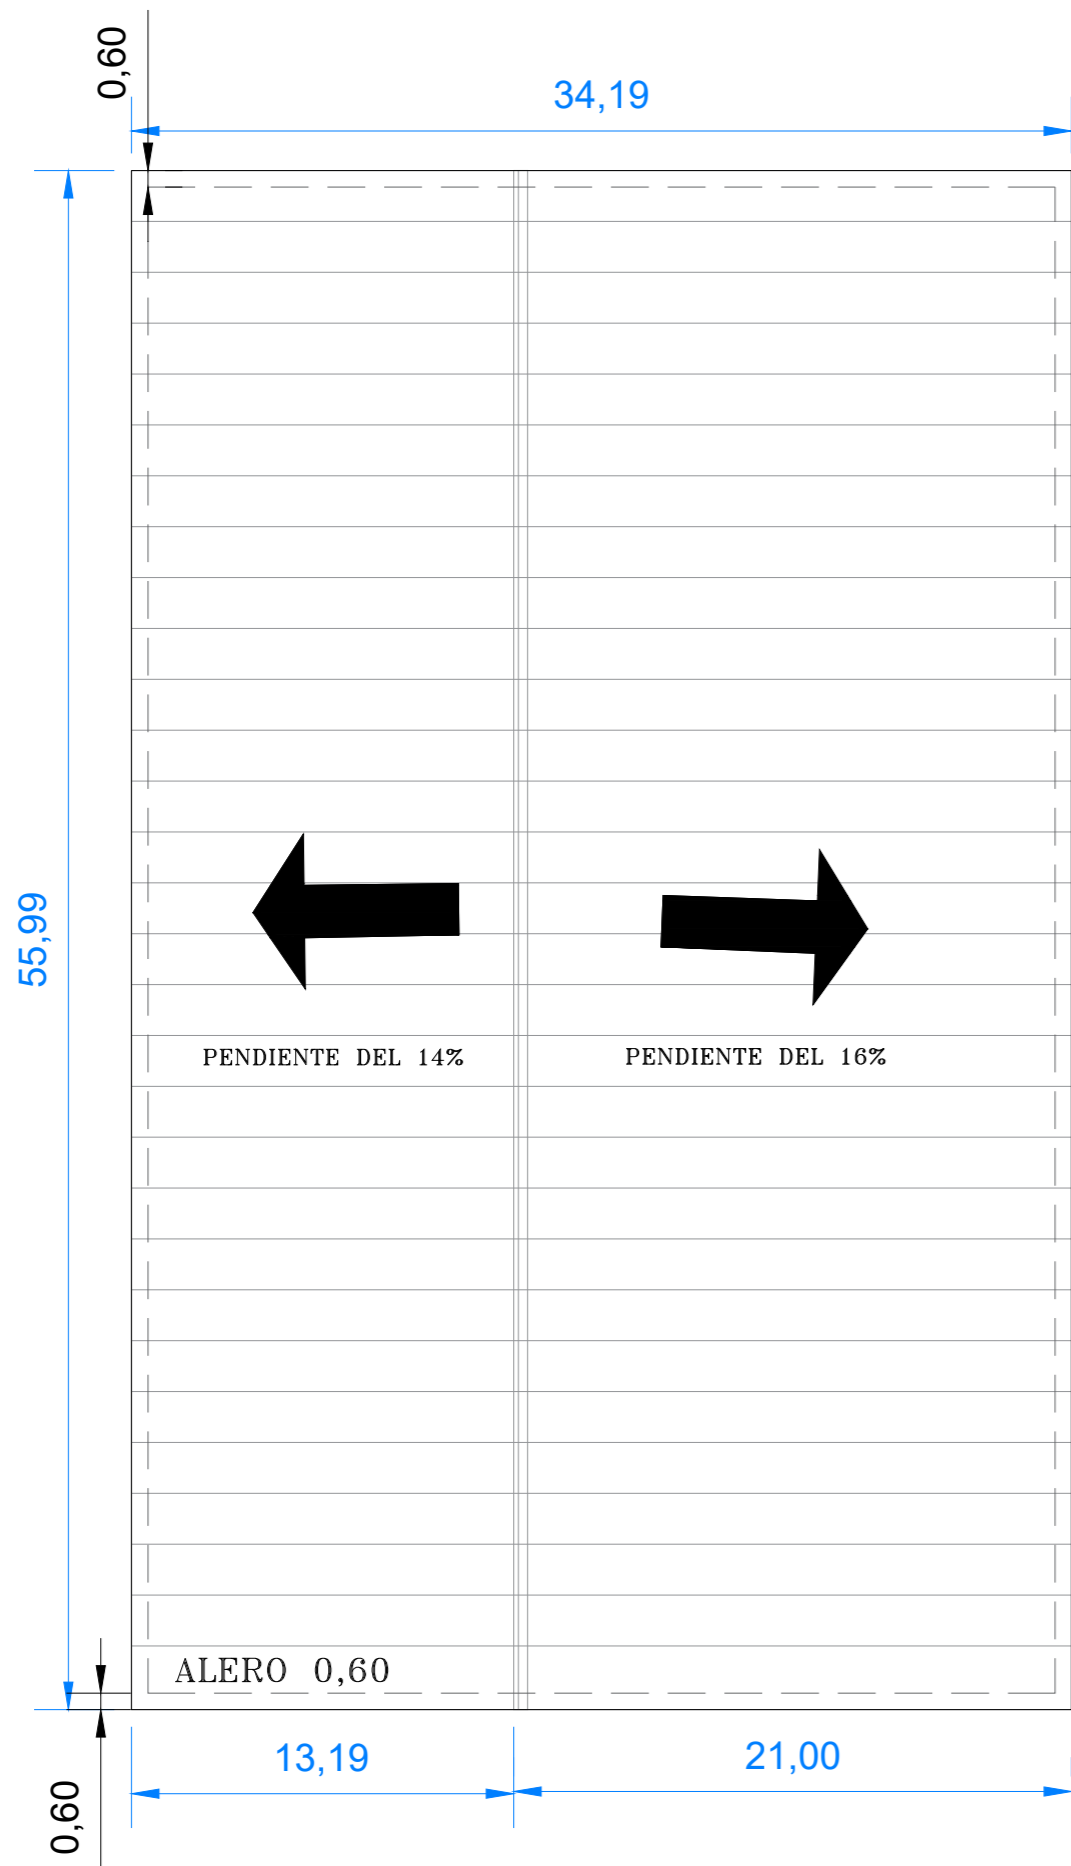 0,60
34,19
55,99
PENDIENTE DEL 14%
PENDIENTE DEL 16%
ALERO 0,60
13,19
21,00
0,60